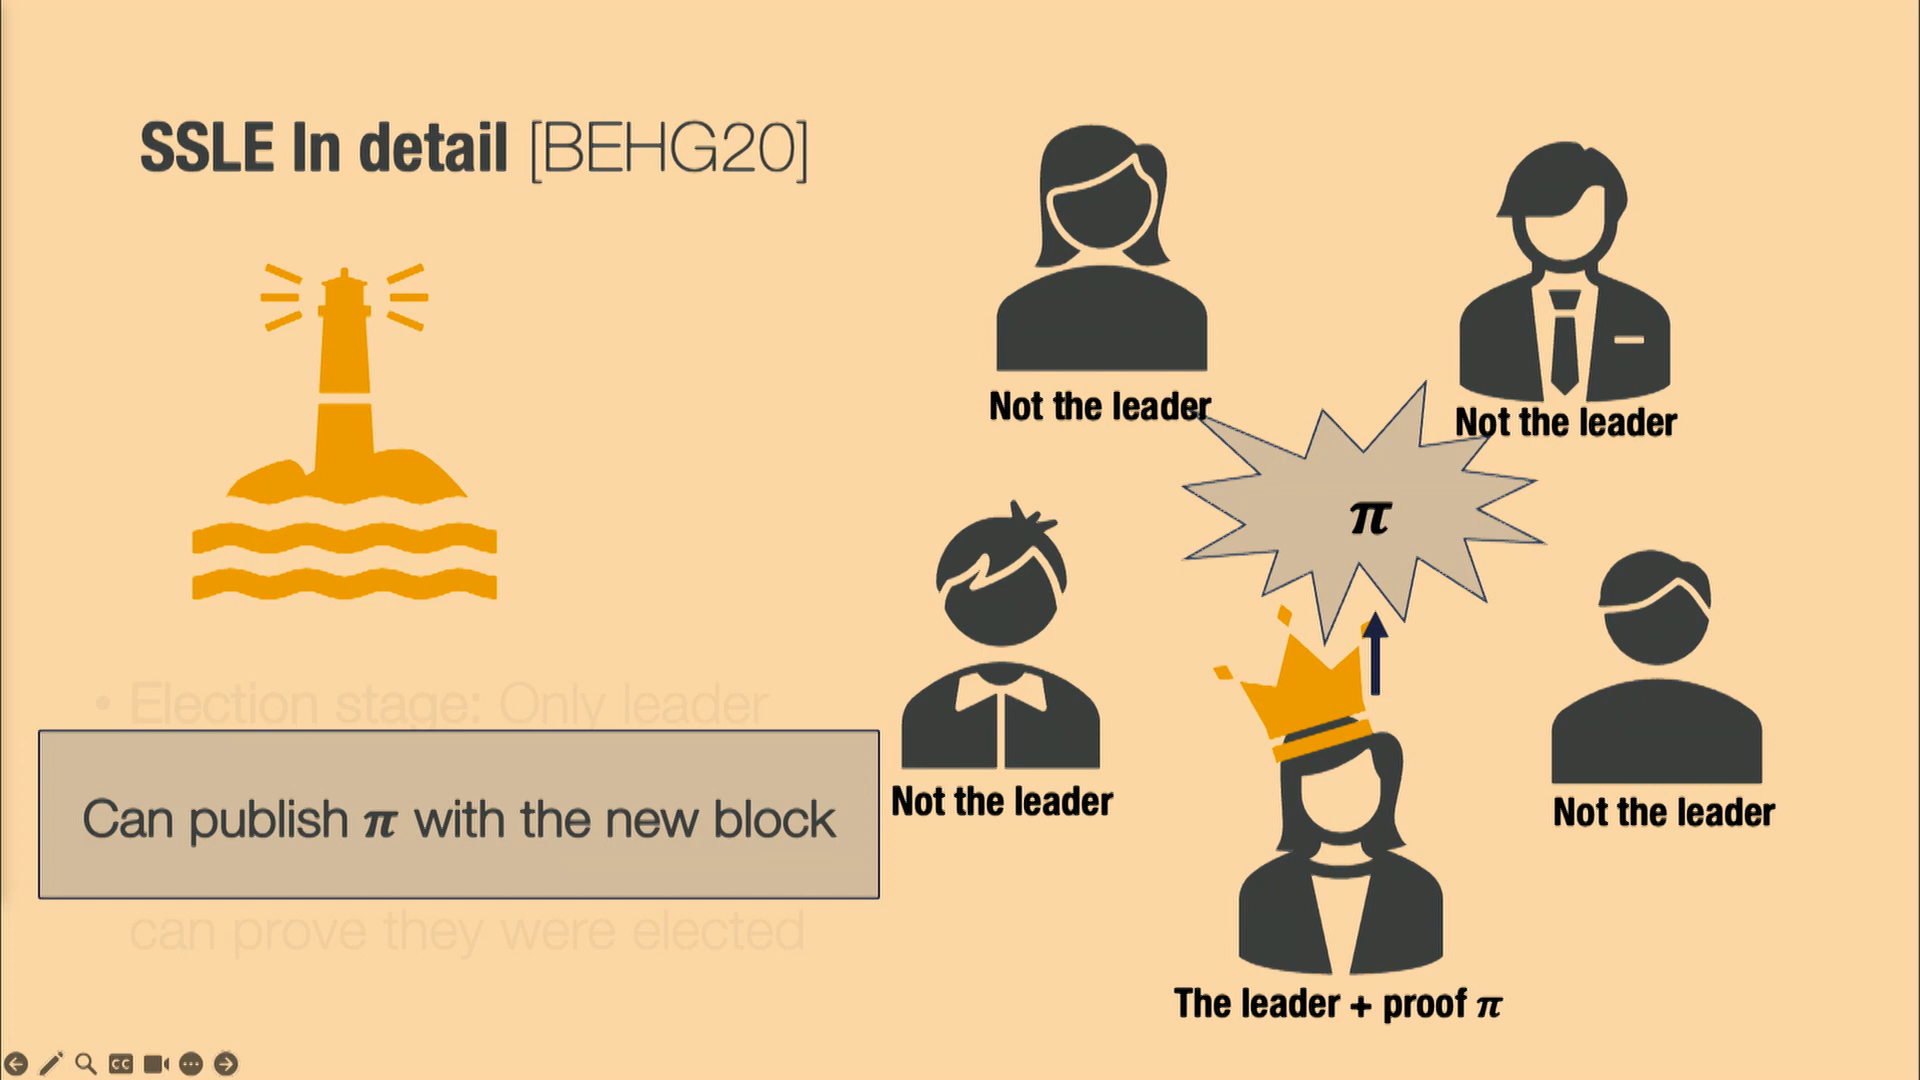 SSLE In detail [BEHG20]
Not the leader
Not the leader
π
• Election stage: Only leader
Can publish π with the new block
can prove they were elected
Not the leader
Not the leader
The leader + proof π
CC